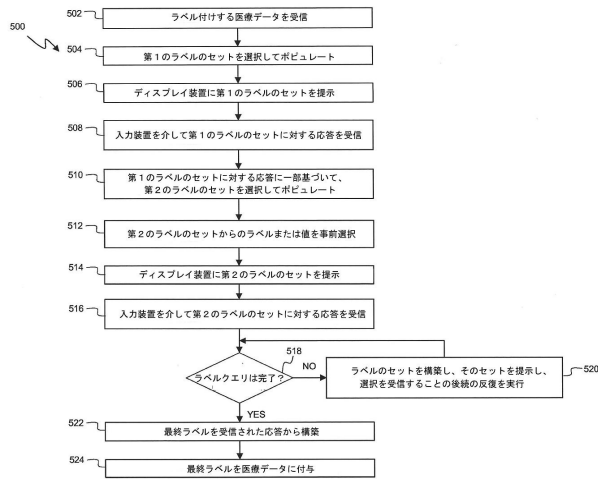 500
502
ラベル付けする医療データを受信
504
第1のラベルのセットを選択してポピュレート
506
ディスプレイ装置に第1のラベルのセットを提示
508
入力装置を介して第1のラベルのセットに対する応答を受信
510
第1のラベルのセットに対する応答に一部基づいて、
第2のラベルのセットを選択してポピュレート
512
第2のラベルのセットからのラベルまたは値を事前選択
514
ディスプレイ装置に第2のラベルのセットを提示
516
入力装置を介して第2のラベルのセットに対する応答を受信
518
ラベルクエリは完了?
NO
ラベルのセットを構築し、そのセットを提示し、
選択を受信することの後続の反復を実行
520
YES
522
最終ラベルを受信された応答から構築
524
最終ラベルを医療データに付与